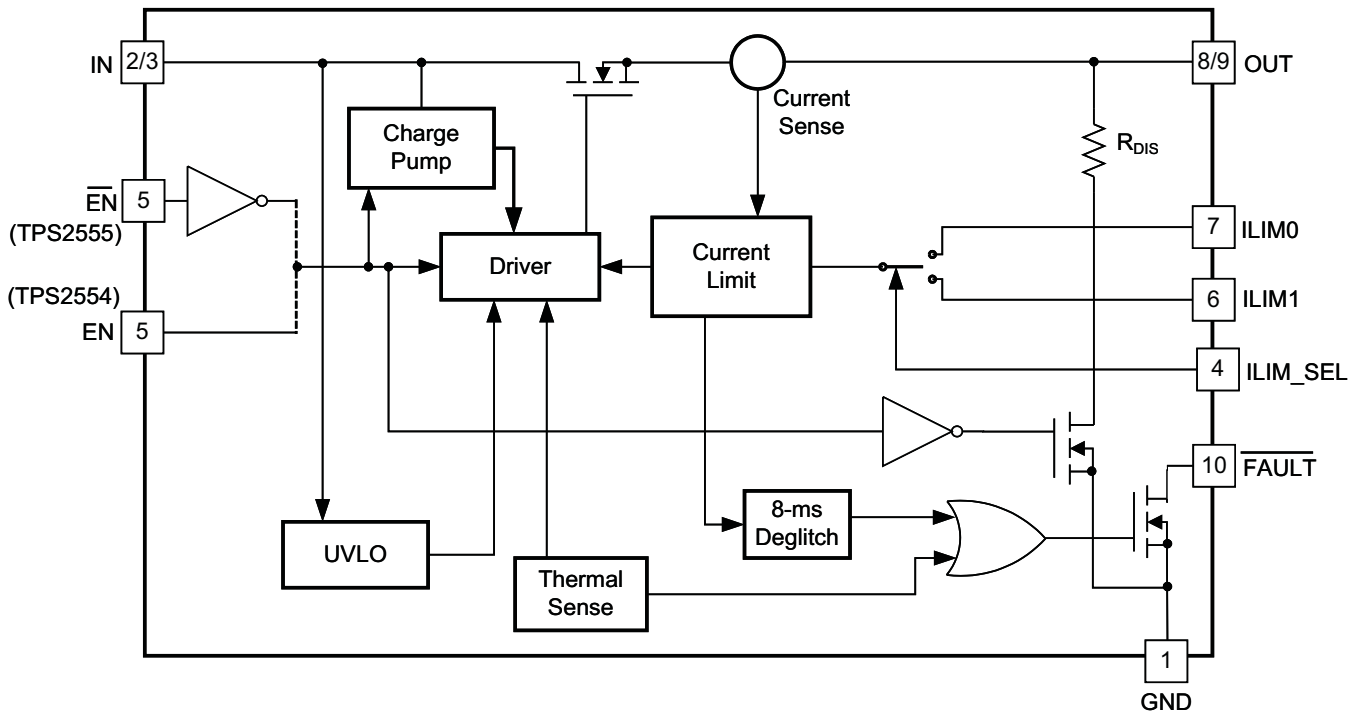 IN
2/3
8/9
OUT
Current
Sense
Charge
Pump
R_DIS
EN
5
(TPS2555)
7
ILIM0
Driver
Current
Limit
(TPS2554)
6
ILIM1
EN
5
4
ILIM_SEL
10
FAULT
8-ms
Deglitch
UVLO
Thermal
Sense
1
GND